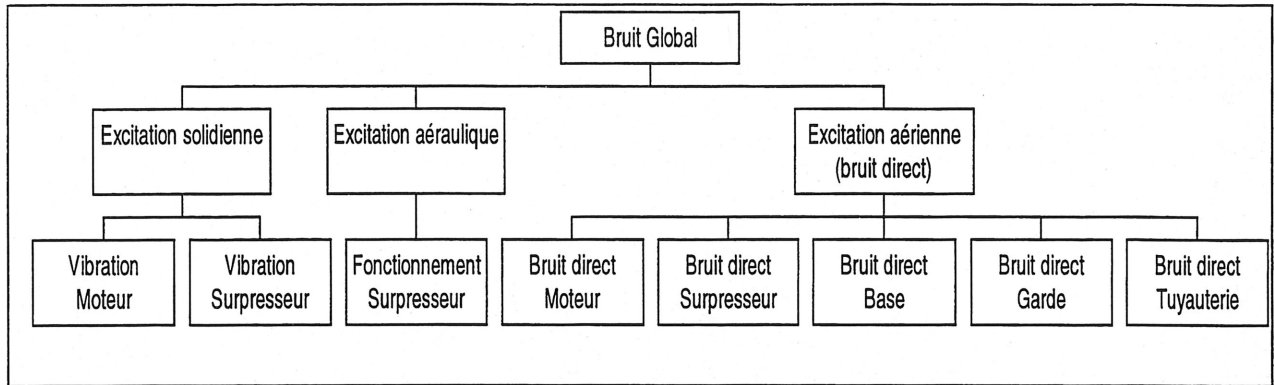 Bruit Global
Excitation solidienne
Excitation aéraulique
Excitation aérienne
(bruit direct)
Vibration
Moteur
Vibration
Surpresseur
Fonctionnement
Surpresseur
Bruit direct
Moteur
Bruit direct
Surpresseur
Bruit direct
Base
Bruit direct
Garde
Bruit direct
Tuyauterie